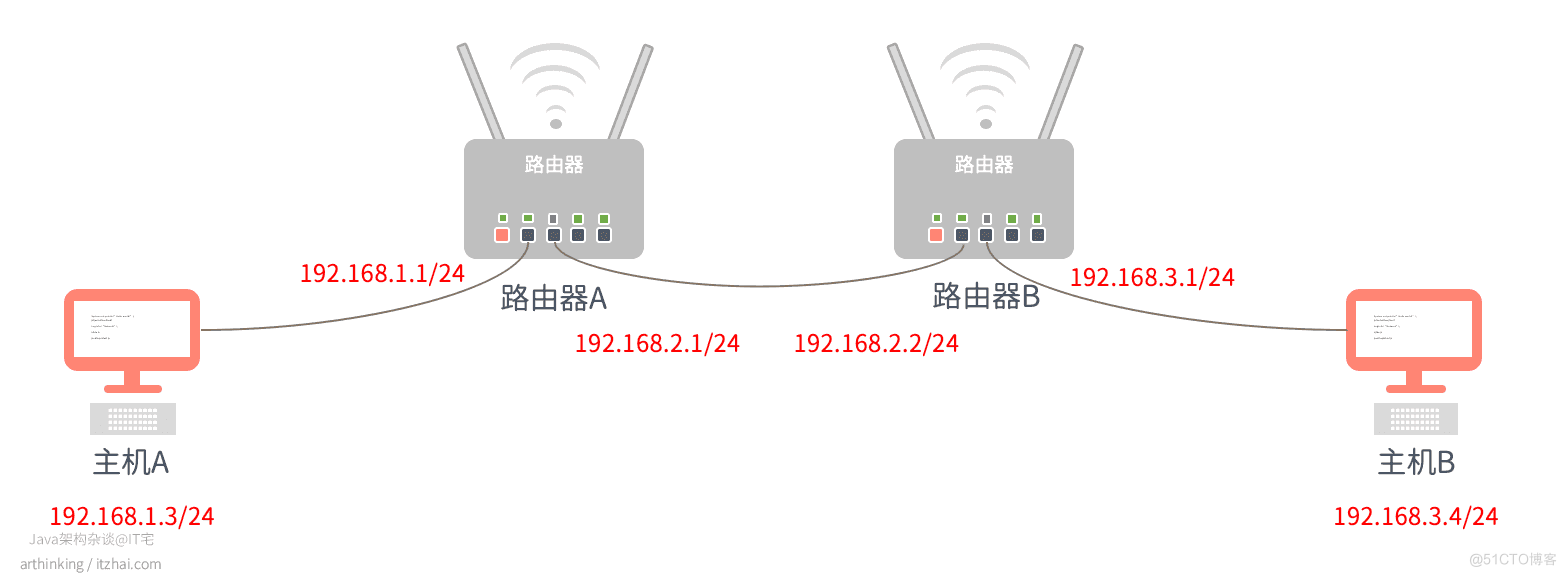 路由器
路由器
192.168.1.1/24
192.168.3.1/24
路由器A
路由器B
192.168.2.1/24
192.168.2.2/24
主机A
主机B
192.168.1.3/24
192.168.3.4/24
Java架构杂谈@IT宅
arthinking / itzhai.com
@51CTO博客